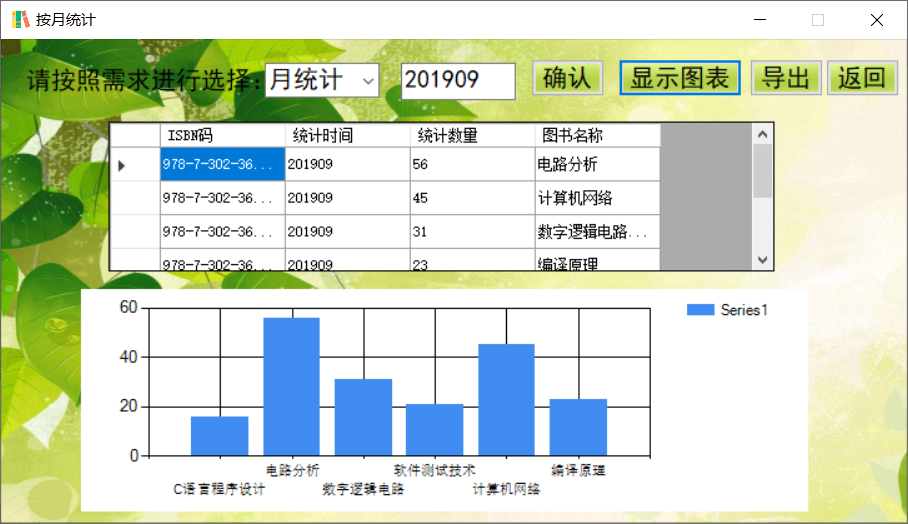 按月统计
请按照需求进行选择: 月统计 201909 确认 显示图表 导出 返回
ISBN码 统计时间 统计数量 图书名称
978-7-302-36... 201909 56 电路分析
978-7-302-36... 201909 45 计算机网络
978-7-302-36... 201909 31 数字逻辑电路...
978-7-302-36... 201909 23 编译原理
Series1
60
40
20
0
电路分析 软件测试技术 编译原理
C语言程序设计 数字逻辑电路 计算机网络